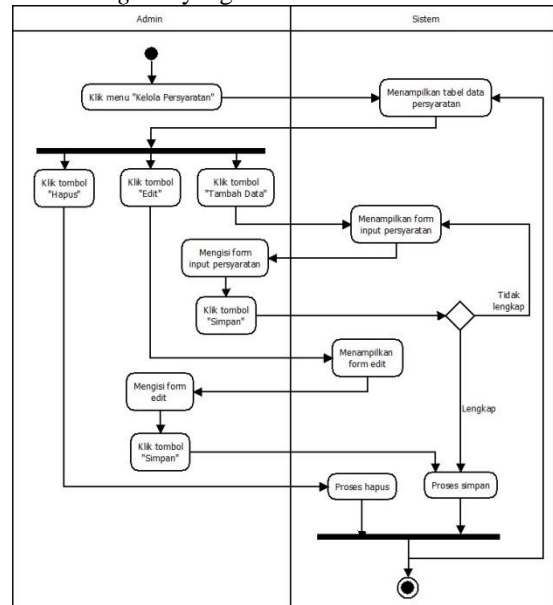 Admin
Sistem
Klik menu "Kelola Persyaratan"
Menampilkan tabel data
persyaratan
Klik tombol
"Hapus"
Klik tombol
"Edit"
Klik tombol
"Tambah Data"
Menampilkan form
input persyaratan
Mengisi form
input persyaratan
Tidak
lengkap
Klik tombol
"Simpan"
Menampilkan
form edit
Mengisi form
edit
Lengkap
Klik tombol
"Simpan"
Proses hapus
Proses simpan